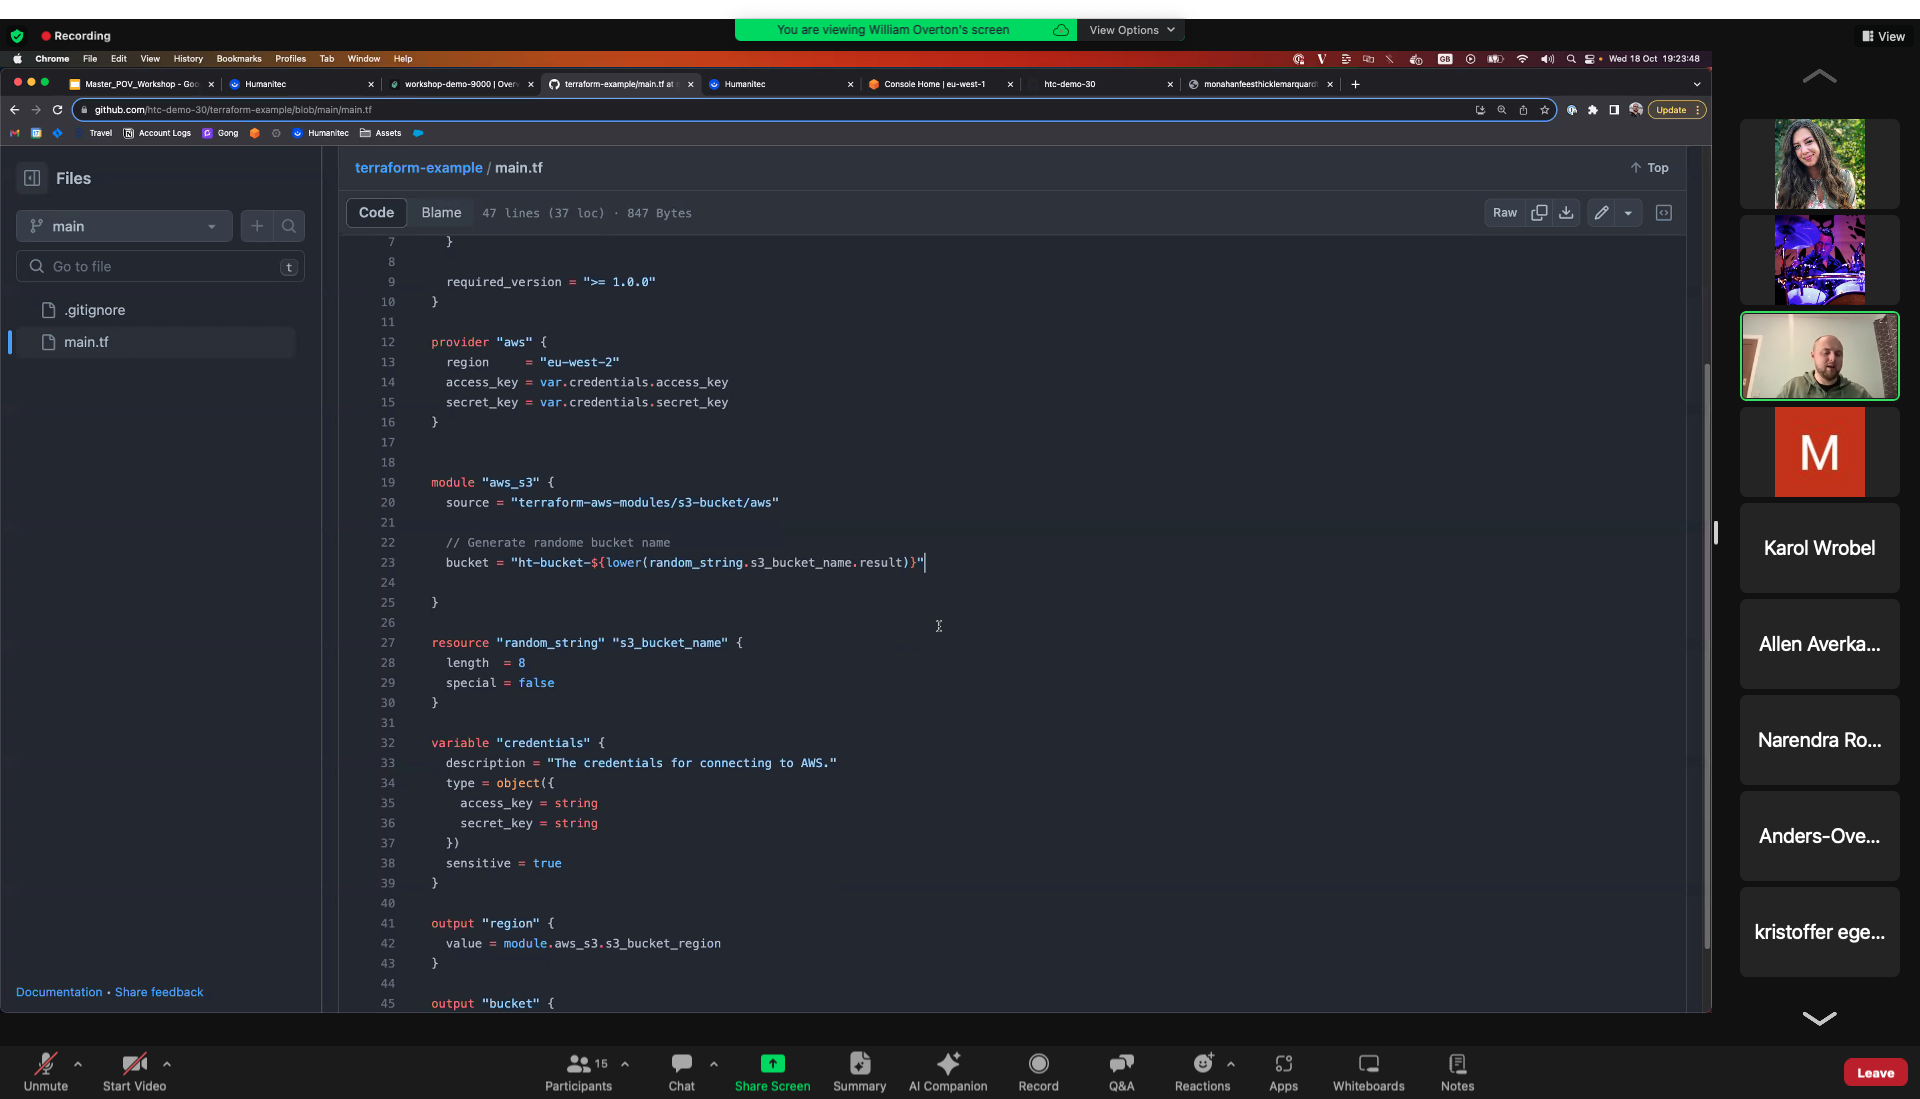 Recording
You are viewing William Overton's screen
View Options
View
Chrome File Edit View History Bookmarks Profiles Tab Window Help
GB
Wed 18 Oct 19:23:48
Master_POV_Workshop - Goo
Humanitec
workshop-demo-9000 | Over
terraform-example/main.tf at
Humanitec
Console Home | eu-west-1
htc-demo-30
monahanfeesthicklemarquard
github.com/htc-demo-30/terraform-example/blob/main/main.tf
Update
Travel
Account Logs
Gong
Humanitec
Assets
Files
main
Go to file
t
.gitignore
main.tf
Documentation • Share feedback
terraform-example / main.tf
Top
Code
Blame
47 lines (37 loc) · 847 Bytes
Raw
7 }
8
9 required_version = ">= 1.0.0"
10 }
11
12 provider "aws" {
13 region = "eu-west-2"
14 access_key = var.credentials.access_key
15 secret_key = var.credentials.secret_key
16 }
17
18
19 module "aws_s3" {
20 source = "terraform-aws-modules/s3-bucket/aws"
21
22 // Generate randome bucket name
23 bucket = "ht-bucket-${lower(random_string.s3_bucket_name.result)}"
24
25 }
26
27 resource "random_string" "s3_bucket_name" {
28 length = 8
29 special = false
30 }
31
32 variable "credentials" {
33 description = "The credentials for connecting to AWS."
34 type = object({
35 access_key = string
36 secret_key = string
37 })
38 sensitive = true
39 }
40
41 output "region" {
42 value = module.aws_s3.s3_bucket_region
43 }
44
45 output "bucket" {
M
Karol Wrobel
Allen Averka...
Narendra Ro...
Anders-Ove...
kristoffer ege...
Unmute
Start Video
15
Participants
Chat
Share Screen
Summary
AI Companion
Record
Q&A
Reactions
Apps
Whiteboards
Notes
Leave